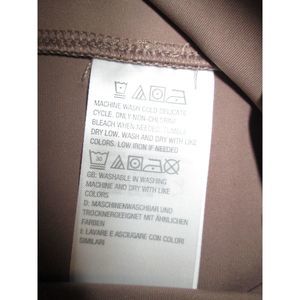 MACHINE WASH COLD DELICATE
CYCLE. ONLY NON-CHLORINE
BLEACH WHEN NEEDED. TUMBLE
DRY LOW. WASH AND DRY WITH LIKE
COLORS. LOW IRON IF NEEDED
30
GB: WASHABLE IN WASHING
MACHINE AND DRY WITH LIKE
COLORS
D: MASCHINENWASCHBAR UND
TROCKNERGEEIGNET MIT ÄHNLICHEN
FARBEN
I: LAVARE E ASCIUGARE CON COLORI
SIMILARI